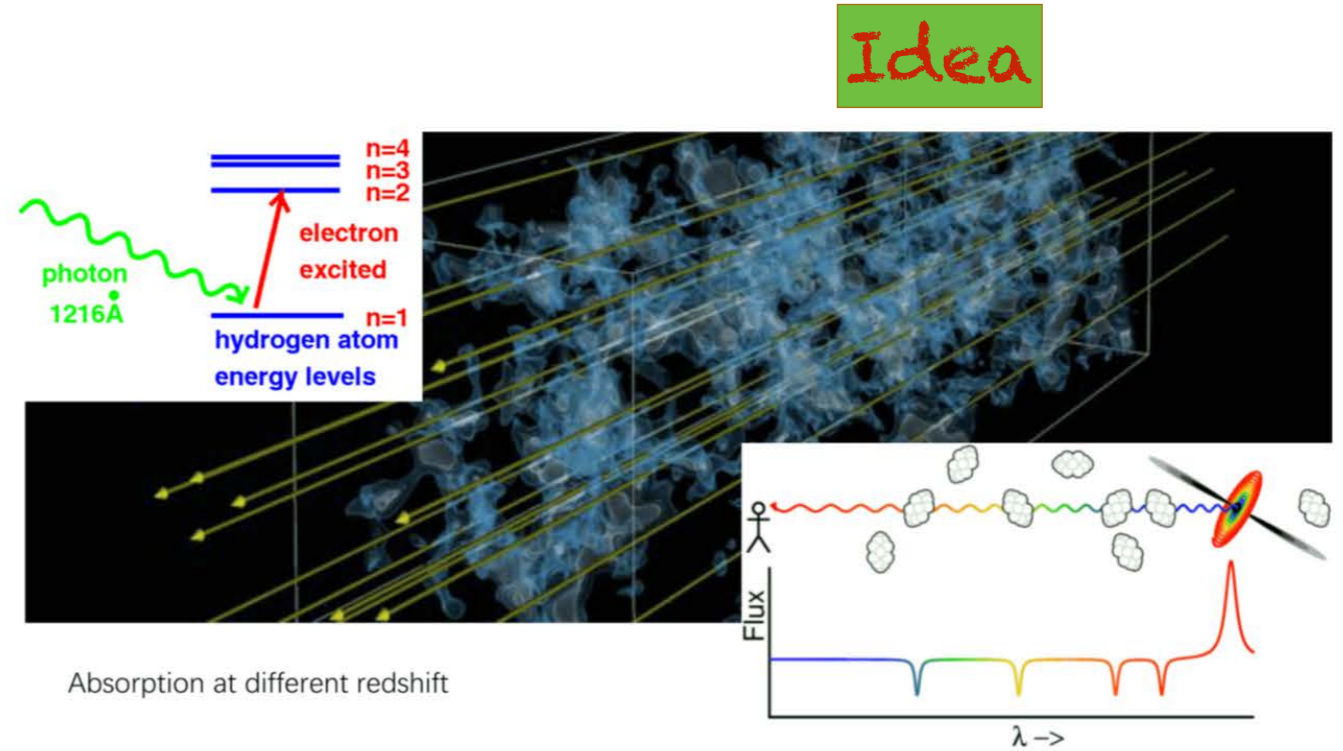 Idea
n=4
n=3
n=2
electron
excited
photon
1216Å
n=1
hydrogen atom
energy levels
Flux
λ −>
Absorption at different redshift